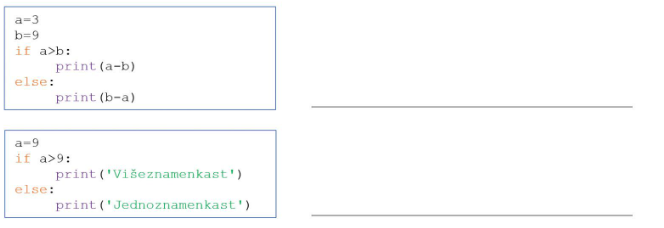 a=3
b=9
if a>b:
print(a-b)
else:
print(b-a)
a=9
if a>9:
print('Višeznamenkast')
else:
print('Jednoznamenkast')